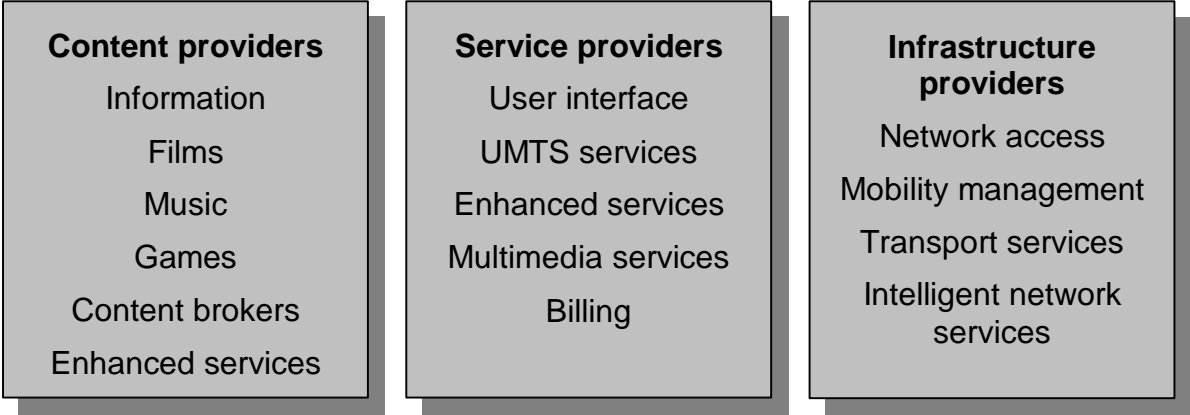 Content providers
Information
Films
Music
Games
Content brokers
Enhanced services
Service providers
User interface
UMTS services
Enhanced services
Multimedia services
Billing
Infrastructure
providers
Network access
Mobility management
Transport services
Intelligent network
services